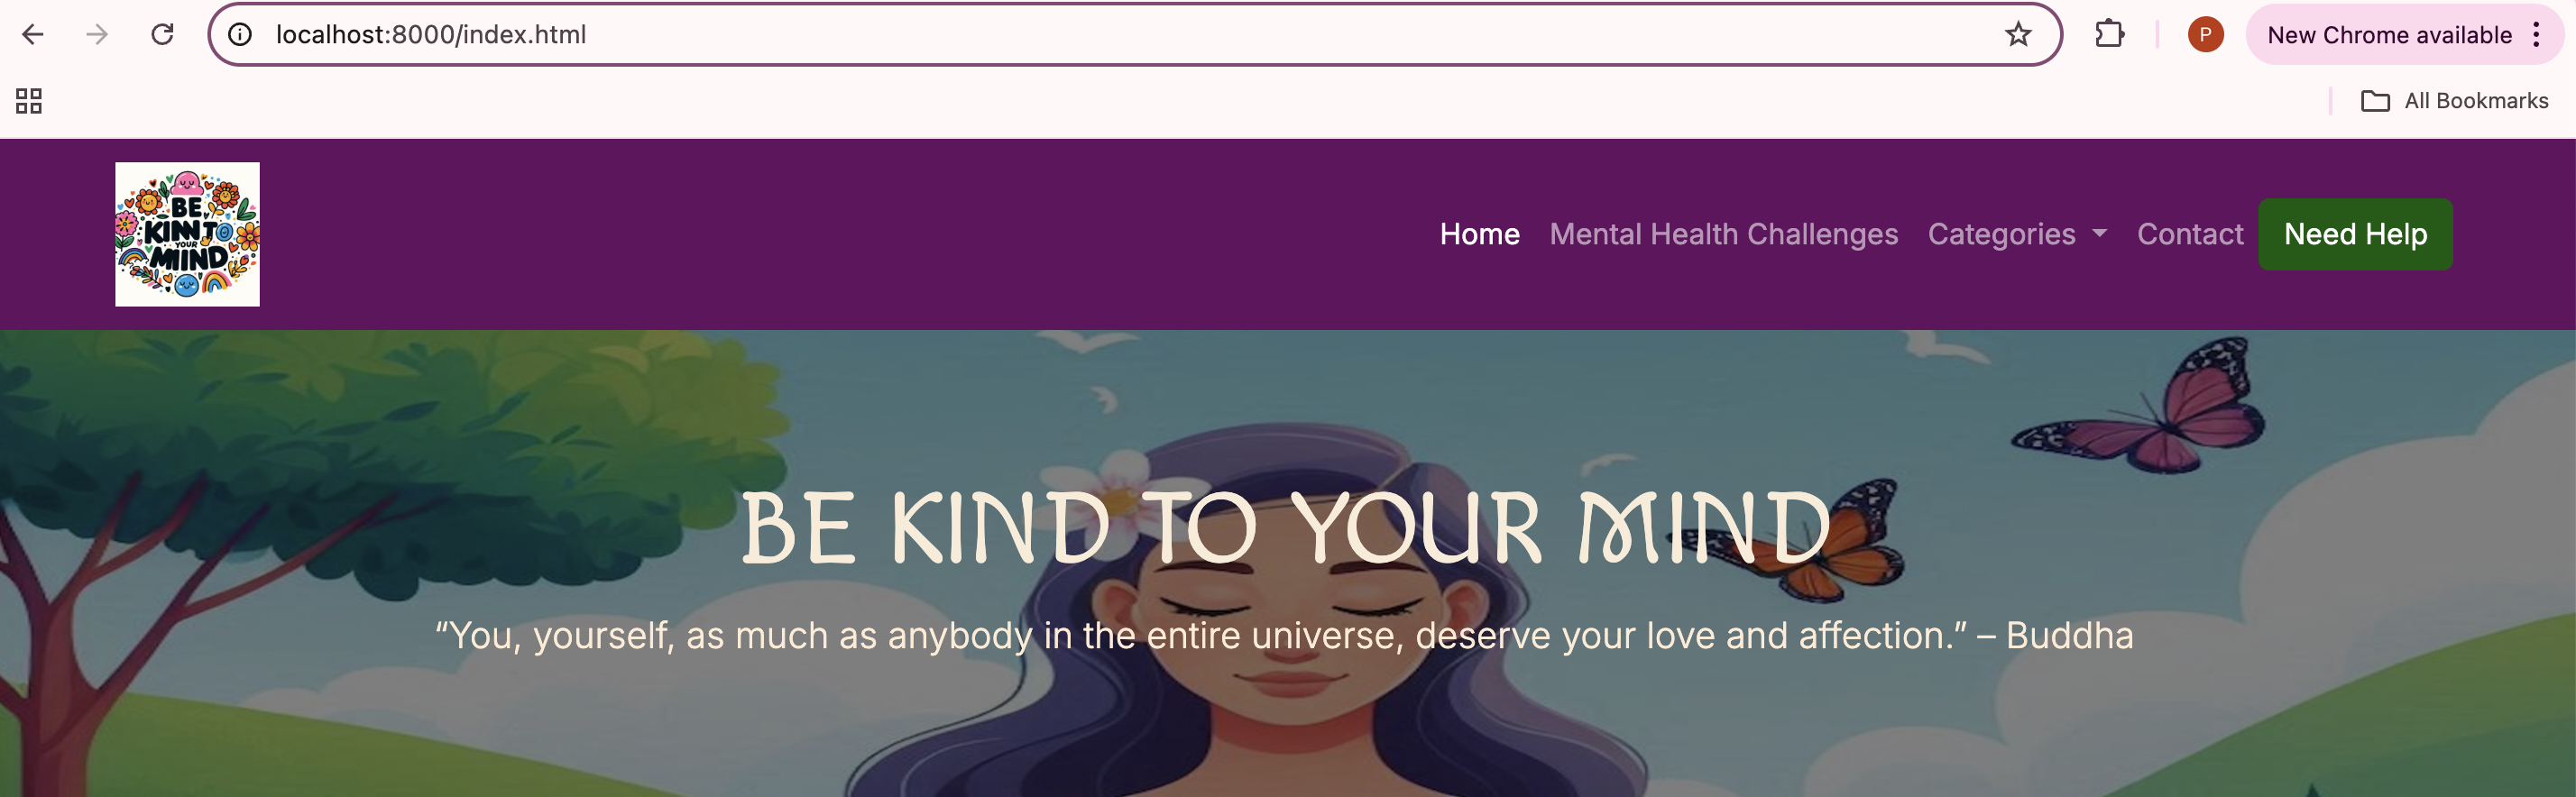 localhost:8000/index.html
P
New Chrome available
All Bookmarks
BE
KINN TO
YOUR
MIIND
Home
Mental Health Challenges
Categories
Contact
Need Help
BE KIND TO YOUR MIND
“You, yourself, as much as anybody in the entire universe, deserve your love and affection.” – Buddha